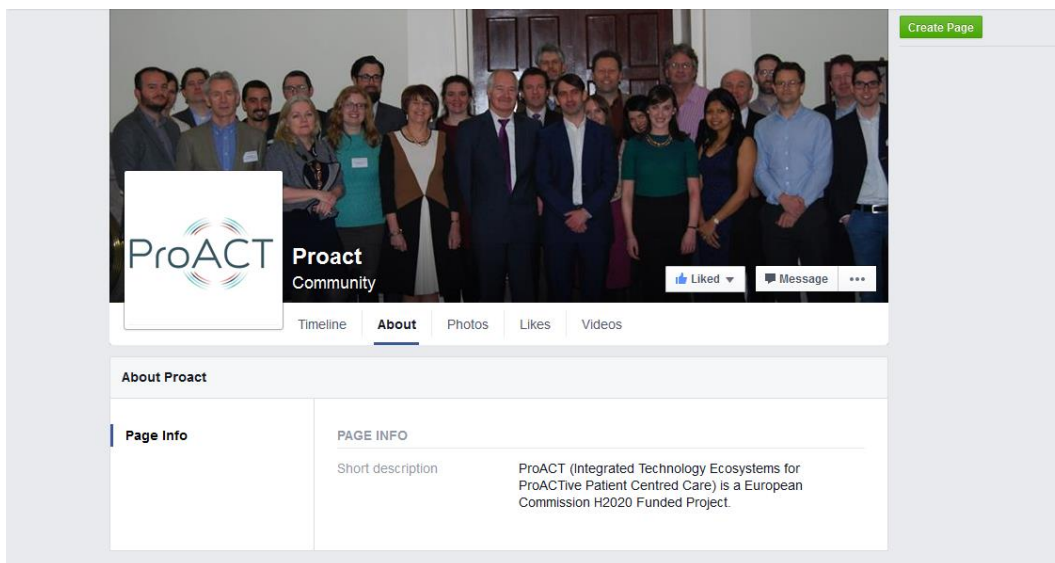 Create Page
ProACT
Proact
Community
Liked
Message
Timeline
About
Photos
Likes
Videos
About Proact
Page Info
PAGE INFO
Short description
ProACT (Integrated Technology Ecosystems for
ProACTive Patient Centred Care) is a European
Commission H2020 Funded Project.